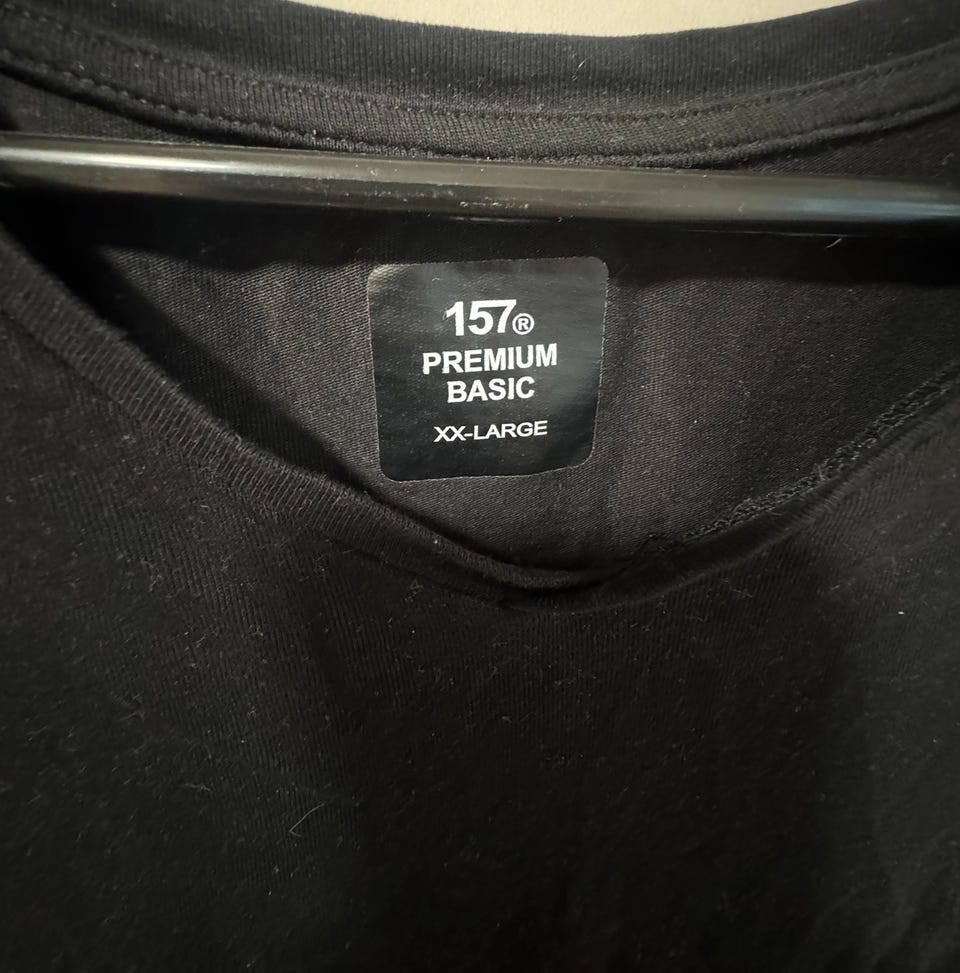 157®
PREMIUM
BASIC
XX-LARGE